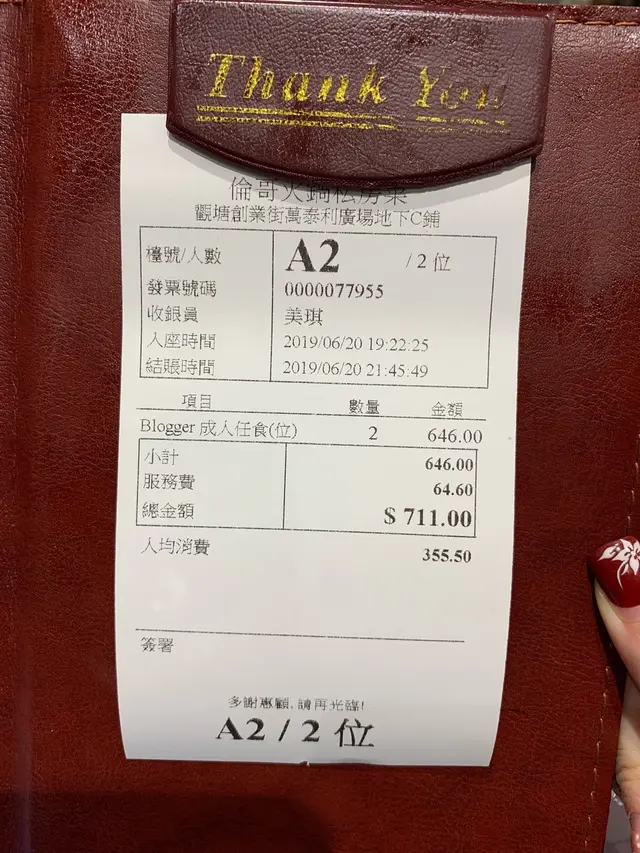 Thank You
倫哥火鍋私房菜
觀塘創業街萬泰利廣場地下C鋪
檯號/人數 A2 / 2 位
發票號碼 0000077955
收銀員 美琪
入座時間 2019/06/20 19:22:25
結賬時間 2019/06/20 21:45:49
項目 數量 金額
Blogger 成人任食(位) 2 646.00
小計 646.00
服務費 64.60
總金額 $ 711.00
人均消費 355.50
簽署
多謝惠顧, 請再光臨!
A2 / 2 位